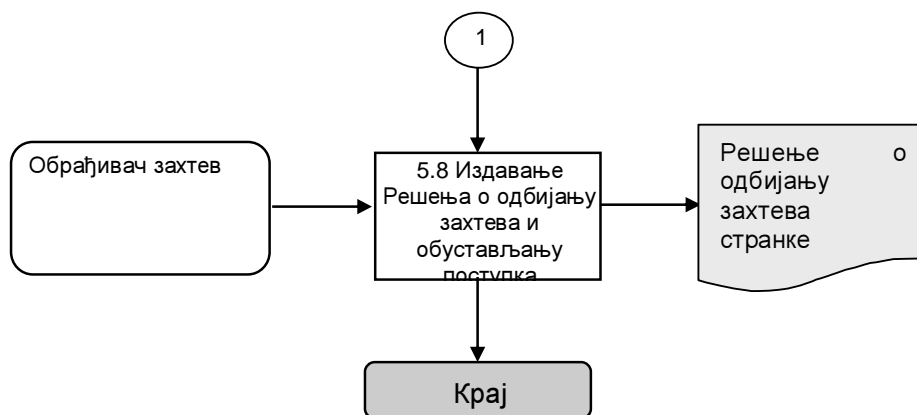 1
Обрађивач захтев
5.8 Издавање
Решења о одбијању
захтева и
обустављању
поступка
Решење о
одбијању
захтева
странке
Крај